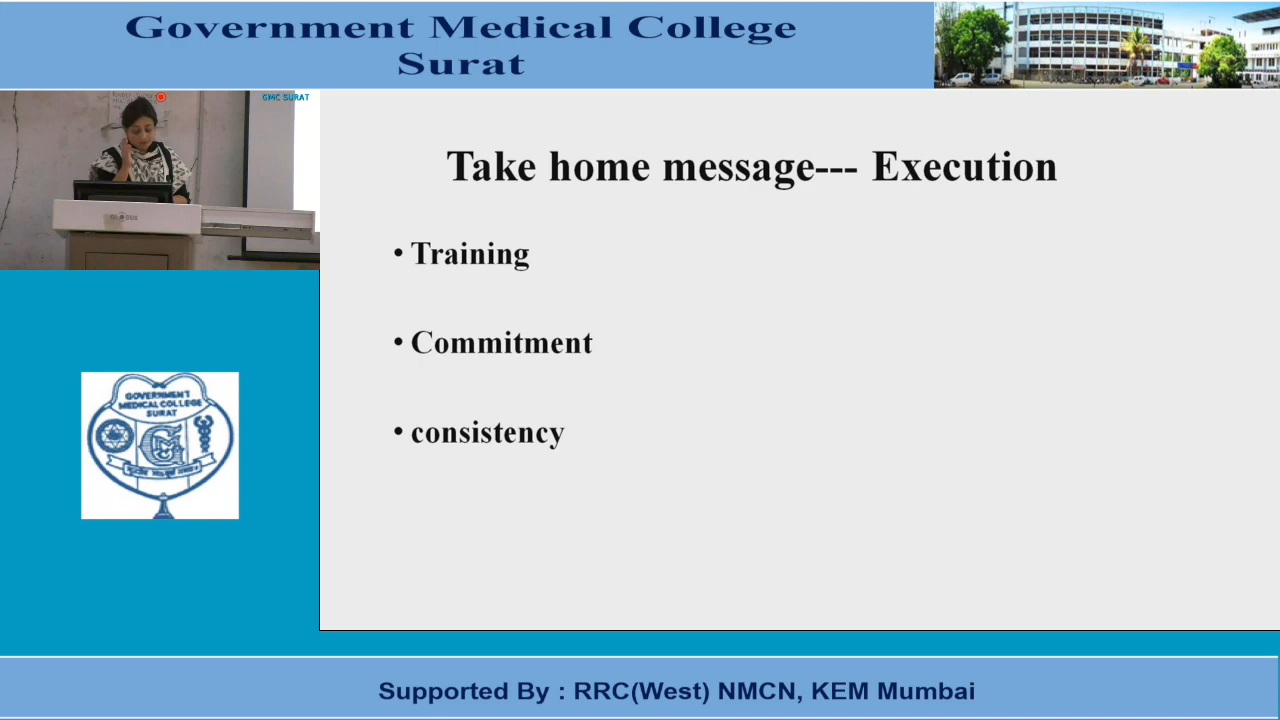 Government Medical College
Surat
GMC SURAT
Take home message--- Execution
• Training
• Commitment
• consistency
GOVERNMENT
MEDICAL COLLEGE
SURAT
Supported By : RRC(West) NMCN, KEM Mumbai